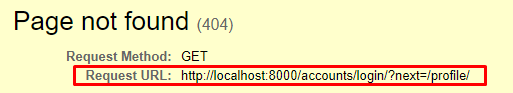 Page not found (404)
Request Method: GET
Request URL: http://localhost:8000/accounts/login/?next=/profile/